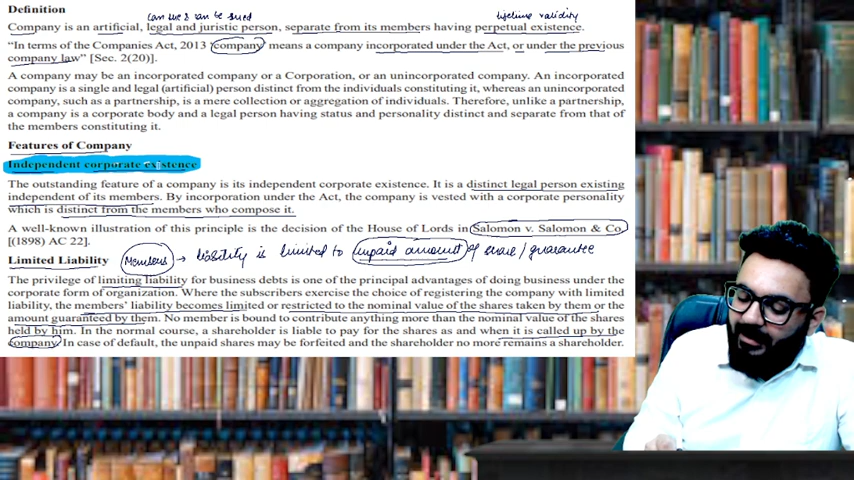 Definition
can sue & can be sued
lifetime validity
Company is an artificial, legal and juristic person, separate from its members having perpetual existence.
“In terms of the Companies Act, 2013 ‘company’ means a company incorporated under the Act, or under the previous
company law” [Sec. 2(20)].
A company may be an incorporated company or a Corporation, or an unincorporated company. An incorporated
company is a single and legal (artificial) person distinct from the individuals constituting it, whereas an unincorporated
company, such as a partnership, is a mere collection or aggregation of individuals. Therefore, unlike a partnership,
a company is a corporate body and a legal person having status and personality distinct and separate from that of
the members constituting it.
Features of Company
Independent corporate existence
The outstanding feature of a company is its independent corporate existence. It is a distinct legal person existing
independent of its members. By incorporation under the Act, the company is vested with a corporate personality
which is distinct from the members who compose it.
A well-known illustration of this principle is the decision of the House of Lords in Salomon v. Salomon & Co.
[(1898) AC 22].
Limited Liability
Members → liability is limited to unpaid amount of share/guarantee
The privilege of limiting liability for business debts is one of the principal advantages of doing business under the
corporate form of organization. Where the subscribers exercise the choice of registering the company with limited
liability, the members’ liability becomes limited or restricted to the nominal value of the shares taken by them or the
amount guaranteed by them. No member is bound to contribute anything more than the nominal value of the shares
held by him. In the normal course, a shareholder is liable to pay for the shares as and when it is called up by the
company. In case of default, the unpaid shares may be forfeited and the shareholder no more remains a shareholder.